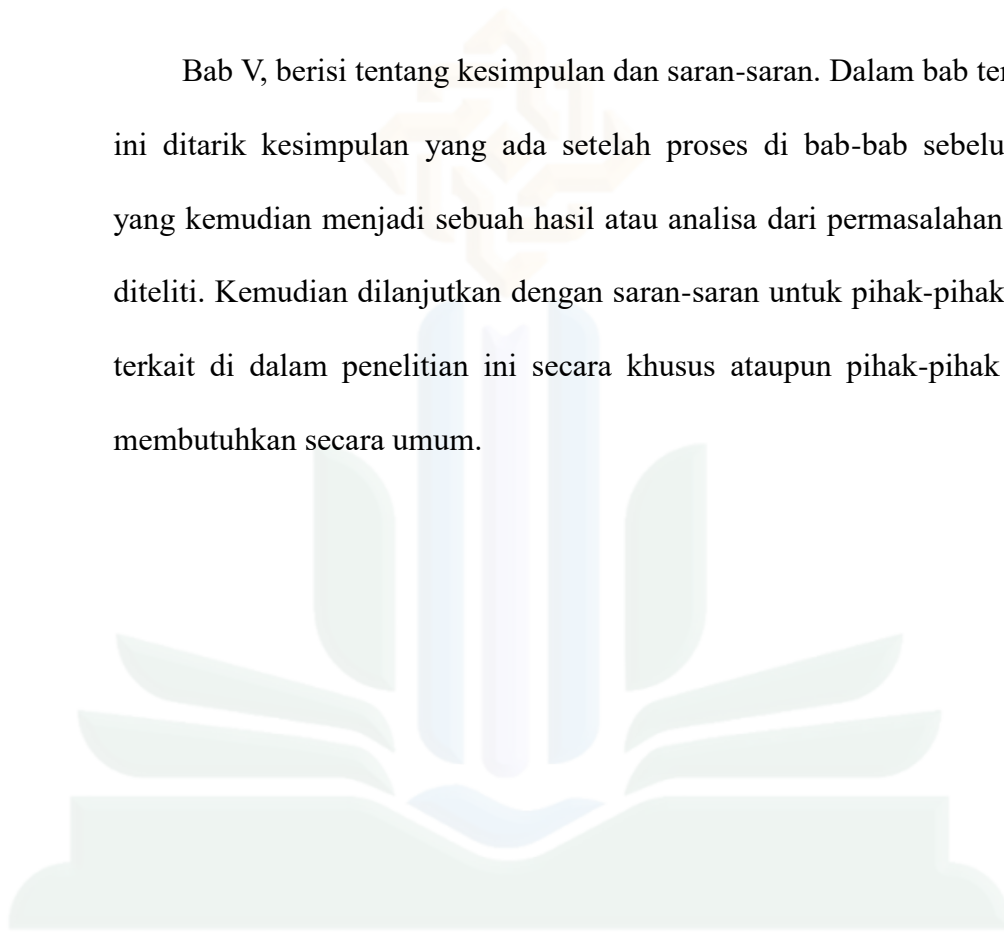 Bab V, berisi tentang kesimpulan dan saran-saran. Dalam bab
ini ditarik kesimpulan yang ada setelah proses di bab-bab
yang kemudian menjadi sebuah hasil atau analisa dari permasalahan
diteliti. Kemudian dilanjutkan dengan saran-saran untuk pihak-pihak
terkait di dalam penelitian ini secara khusus ataupun pihak-pihak
membutuhkan secara umum.